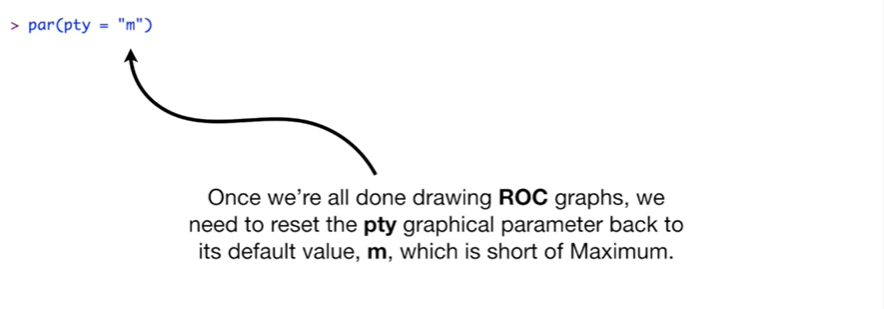 > par(pty = "m")
Once we're all done drawing ROC graphs, we
need to reset the pty graphical parameter back to
its default value, m, which is short of Maximum.